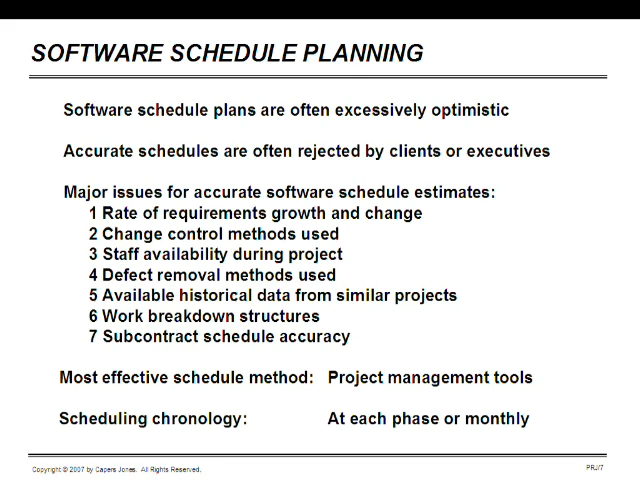 SOFTWARE SCHEDULE PLANNING
Software schedule plans are often excessively optimistic
Accurate schedules are often rejected by clients or executives
Major issues for accurate software schedule estimates:
1 Rate of requirements growth and change
2 Change control methods used
3 Staff availability during project
4 Defect removal methods used
5 Available historical data from similar projects
6 Work breakdown structures
7 Subcontract schedule accuracy
Most effective schedule method: Project management tools
Scheduling chronology: At each phase or monthly
Copyright © 2007 by Capers Jones. All Rights Reserved. PRJ/7